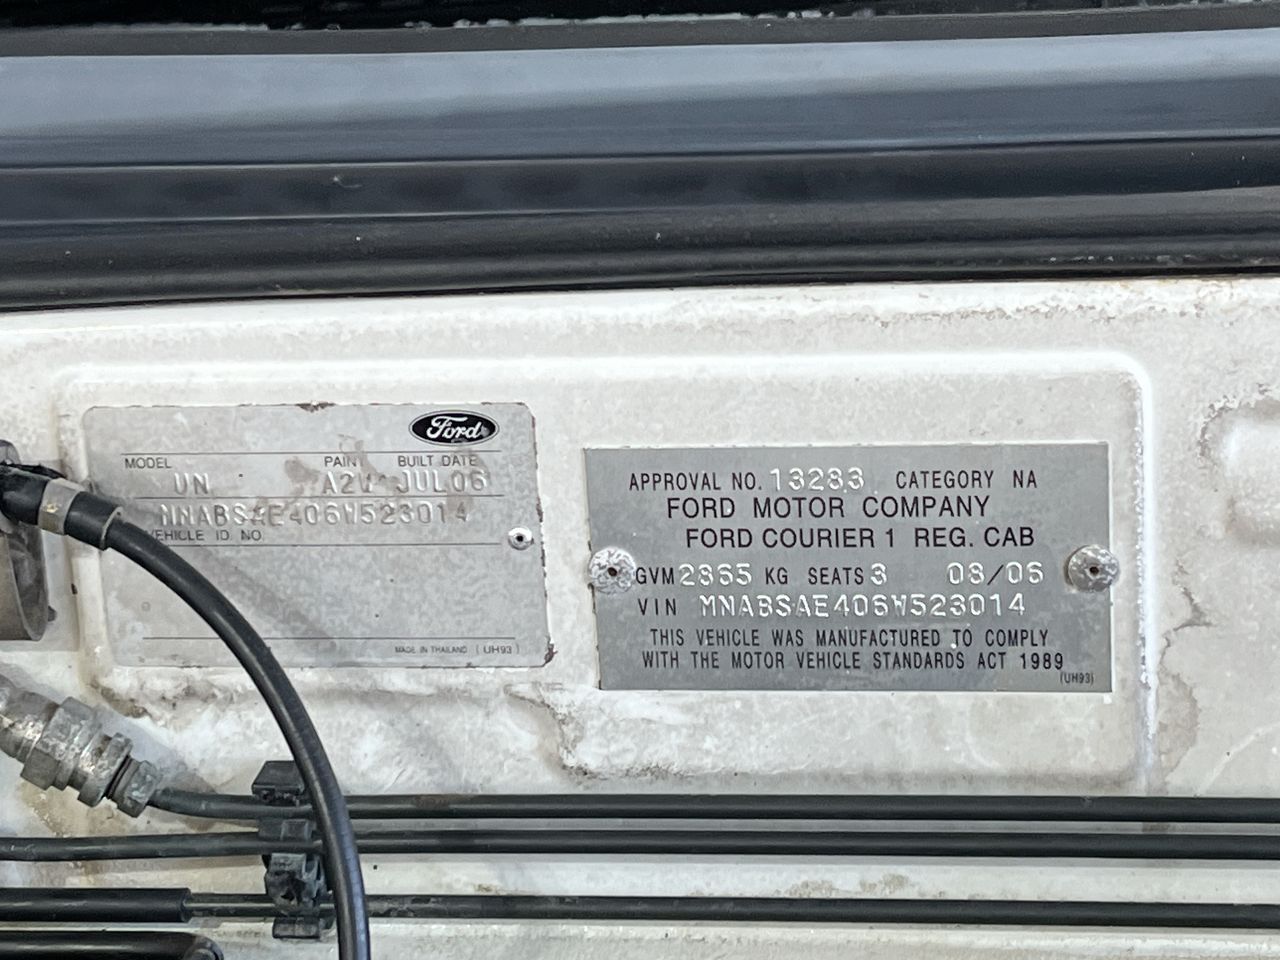 Ford
MODEL PAINT BUILT DATE
UN A2W JUL06
MNABSAE406W523014
VEHICLE ID. NO.
MADE IN THAILAND (UH93)
APPROVAL NO. 13283 CATEGORY NA
FORD MOTOR COMPANY
FORD COURIER 1 REG. CAB
GVM 2865 KG SEATS 3 08/06
VIN MNABSAE406W523014
THIS VEHICLE WAS MANUFACTURED TO COMPLY
WITH THE MOTOR VEHICLE STANDARDS ACT 1989
(UH93)